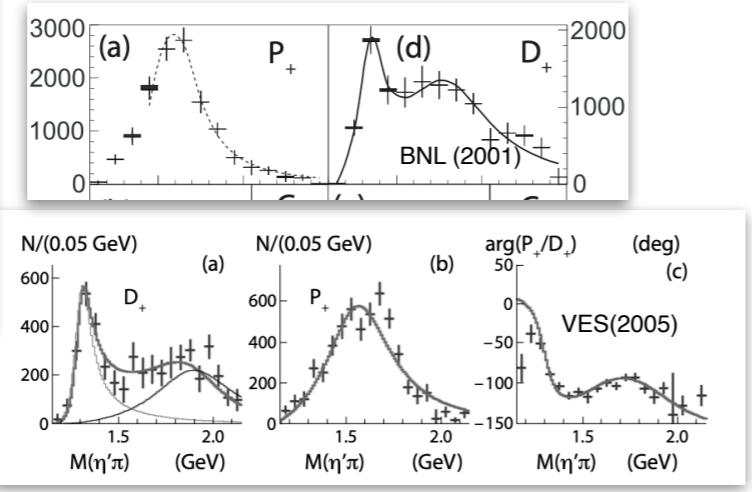 3000
2000
1000
0
(a)
P+
(d)
D+
2000
1000
0
BNL (2001)
N/(0.05 GeV)
(a)
D+
600
400
200
0
1.5
2.0
M(η′π)
(GeV)
N/(0.05 GeV)
(b)
P+
600
400
200
0
1.5
2.0
M(η′π)
(GeV)
arg(P+/D+)
(deg)
(c)
VES(2005)
50
0
−50
−100
−150
1.5
2.0
M(η′π)
(GeV)